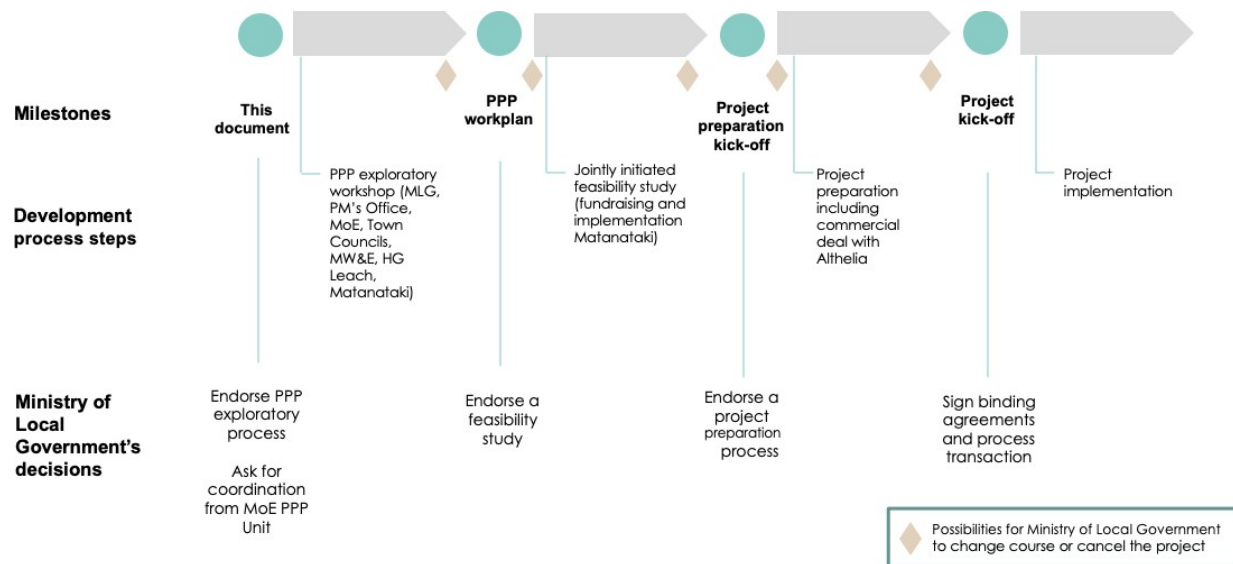 Milestones
This
document
PPP
workplan
Project
preparation
kick-off
Project
kick-off
Development
process steps
PPP exploratory
workshop (MLG,
PM's Office,
MoE, Town
Councils,
MW&E, HG
Leach,
Matanataki)
Jointly initiated
feasibility study
(fundraising and
implementation
Matanataki)
Project
preparation
including
commercial
deal with
Althelia
Project
implementation
Ministry of
Local
Government's
decisions
Endorse PPP
exploratory
process
Ask for
coordination
from MoE PPP
Unit
Endorse a
feasibility
study
Endorse a
project
preparation
process
Sign binding
agreements
and process
transaction
Possibilities for Ministry of Local Government
to change course or cancel the project